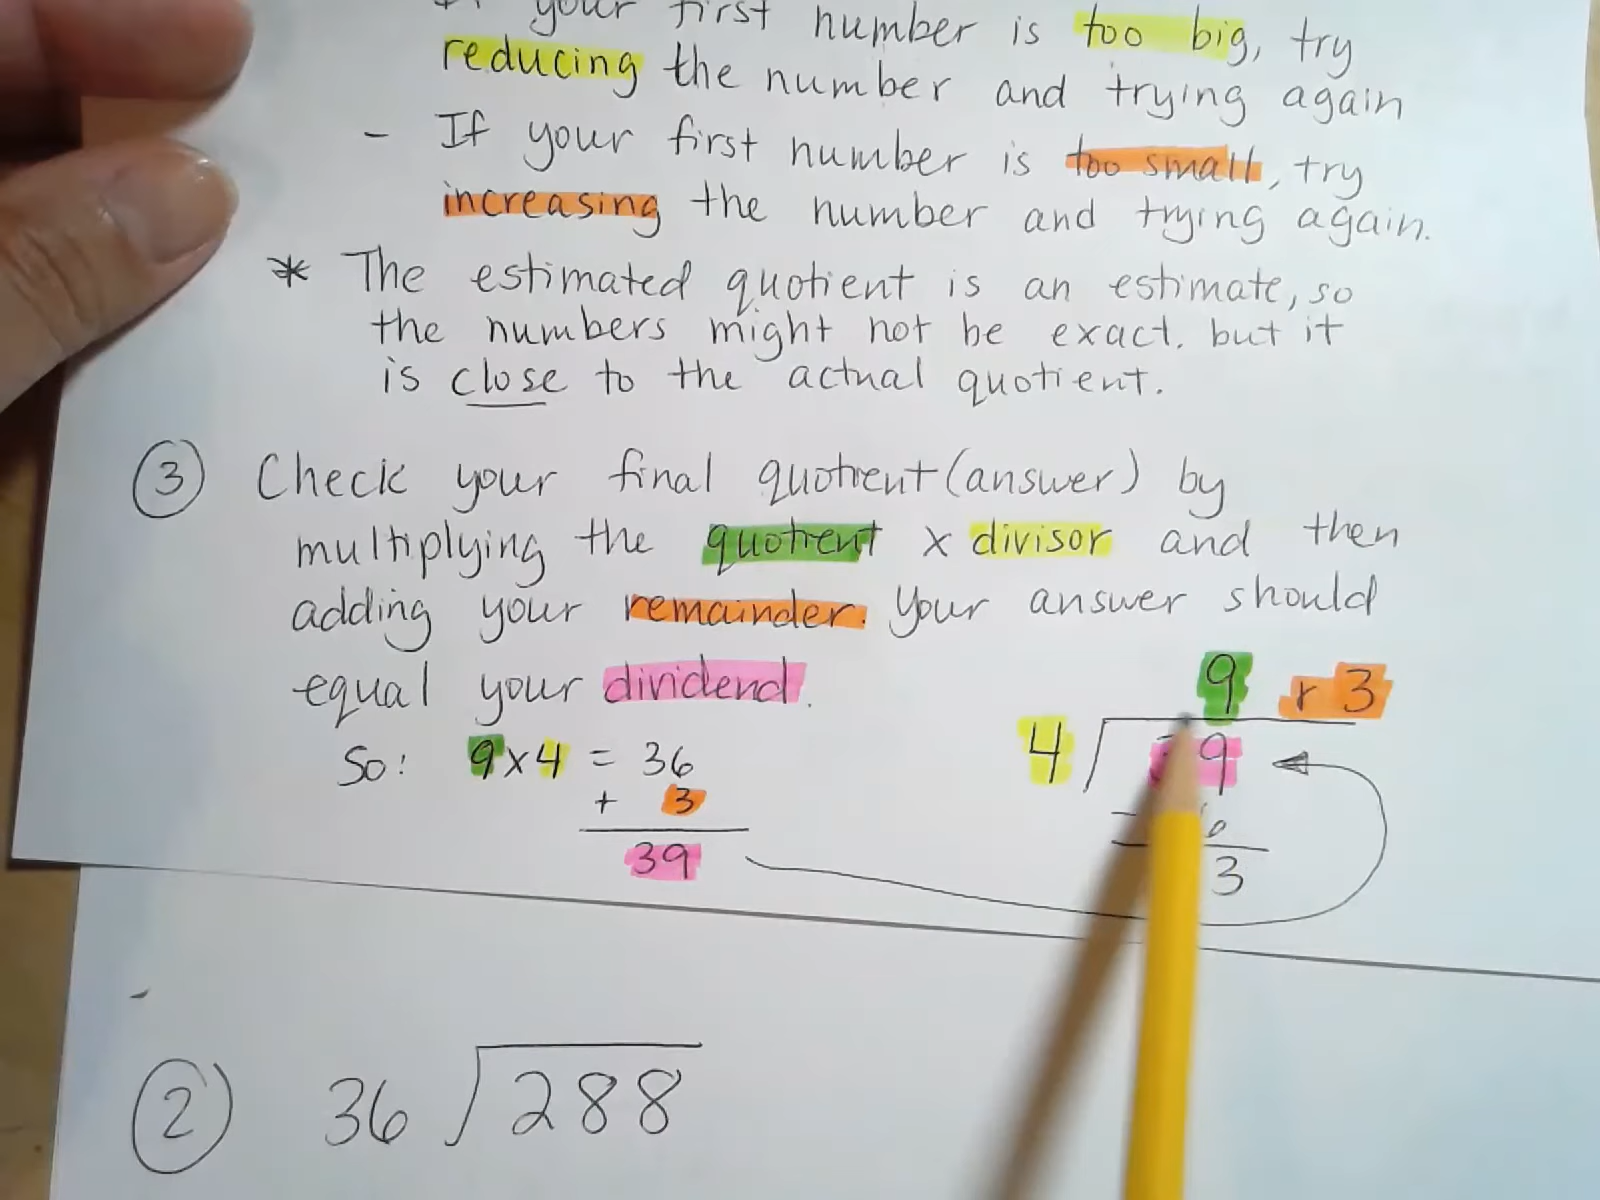 your first number is too big, try
reducing the number and trying again
- If your first number is too small, try
increasing the number and trying again.
* The estimated quotient is an estimate, so
the numbers might not be exact. but it
is close to the actual quotient.
③ Check your final quotient (answer) by
multiplying the quotient x divisor and then
adding your remainder. Your answer should
equal your dividend.
9 r 3
4 9
So: 9 x 4 = 36
+ 3
39
-
3
② 36 288